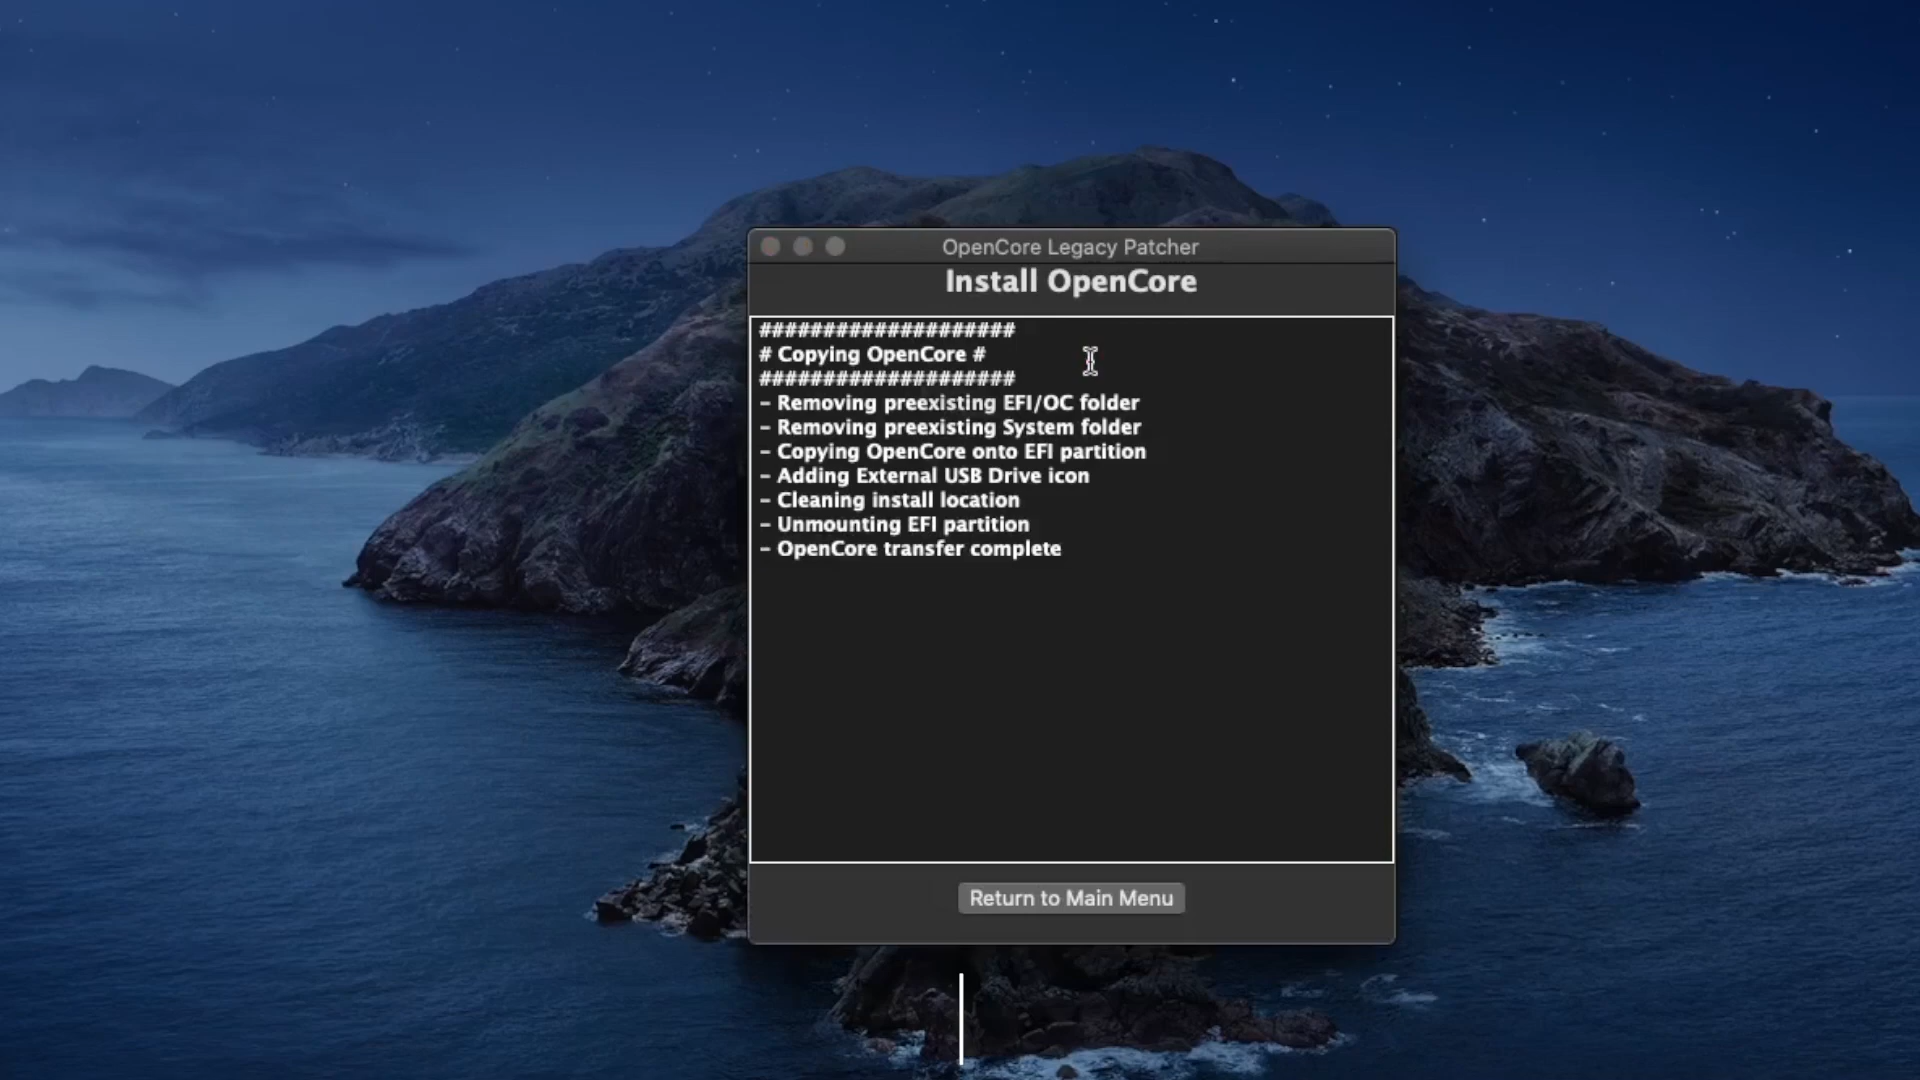 OpenCore Legacy Patcher
Install OpenCore
###################
# Copying OpenCore #
###################
- Removing preexisting EFI/OC folder
- Removing preexisting System folder
- Copying OpenCore onto EFI partition
- Adding External USB Drive icon
- Cleaning install location
- Unmounting EFI partition
- OpenCore transfer complete
Return to Main Menu